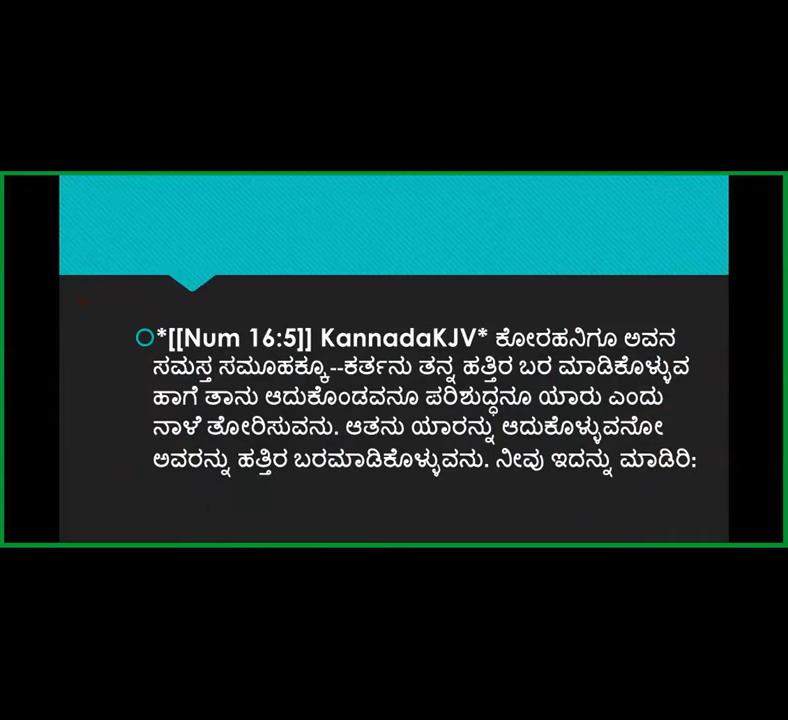 *[[Num 16:5]] KannadaKJV* ಕೋರಹನಿಗೂ ಅವನ
ಸಮಸ್ತ ಸಮೂಹಕ್ಕೂ--ಕರ್ತನು ತನ್ನ ಹತ್ತಿರ ಬರ ಮಾಡಿಕೊಳ್ಳುವ
ಹಾಗೆ ತಾನು ಆದುಕೊಂಡವನೂ ಪರಿಶುದ್ಧನೂ ಯಾರು ಎಂದು
ನಾಳೆ ತೋರಿಸುವನು. ಆತನು ಯಾರನ್ನು ಆದುಕೊಳ್ಳುವನೋ
ಅವರನ್ನು ಹತ್ತಿರ ಬರಮಾಡಿಕೊಳ್ಳುವನು. ನೀವು ಇದನ್ನು ಮಾಡಿರಿ: